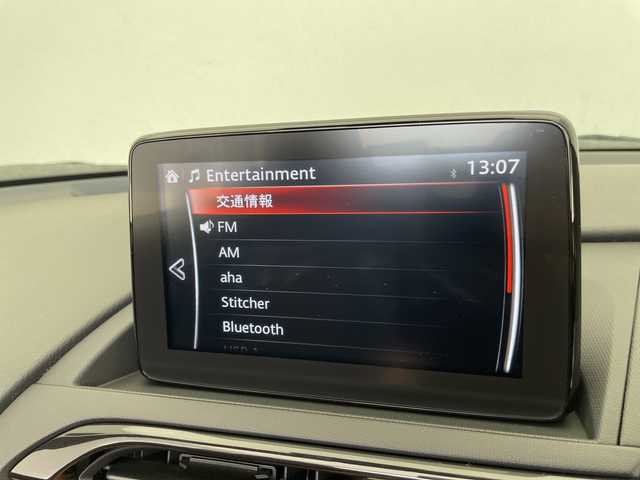 Entertainment 13:07
交通情報
FM
AM
aha
Stitcher
Bluetooth